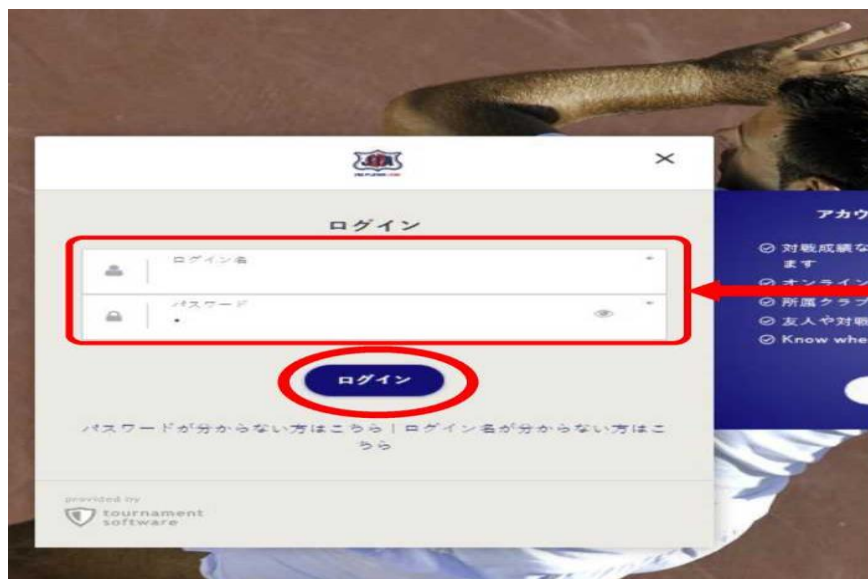 JTA
ログイン
ログイン名
パスワード
ログイン
パスワードが分からない方はこちら | ログイン名が分からない方はこ
ちら
provided by
tournament
software
アカウ
対戦成績な
ます
オンライン
所属クラブ
友人や対戦
Know whe